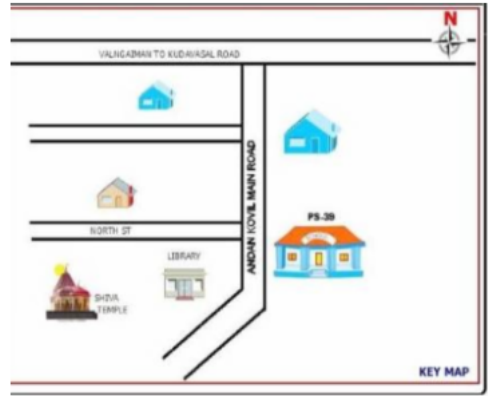 N
VALNGAIMAN TO KUDAVASAL ROAD
ANDAN KOVIL MAIN ROAD
PS-39
NORTH ST
LIBRARY
SHIVA
TEMPLE
KEY MAP